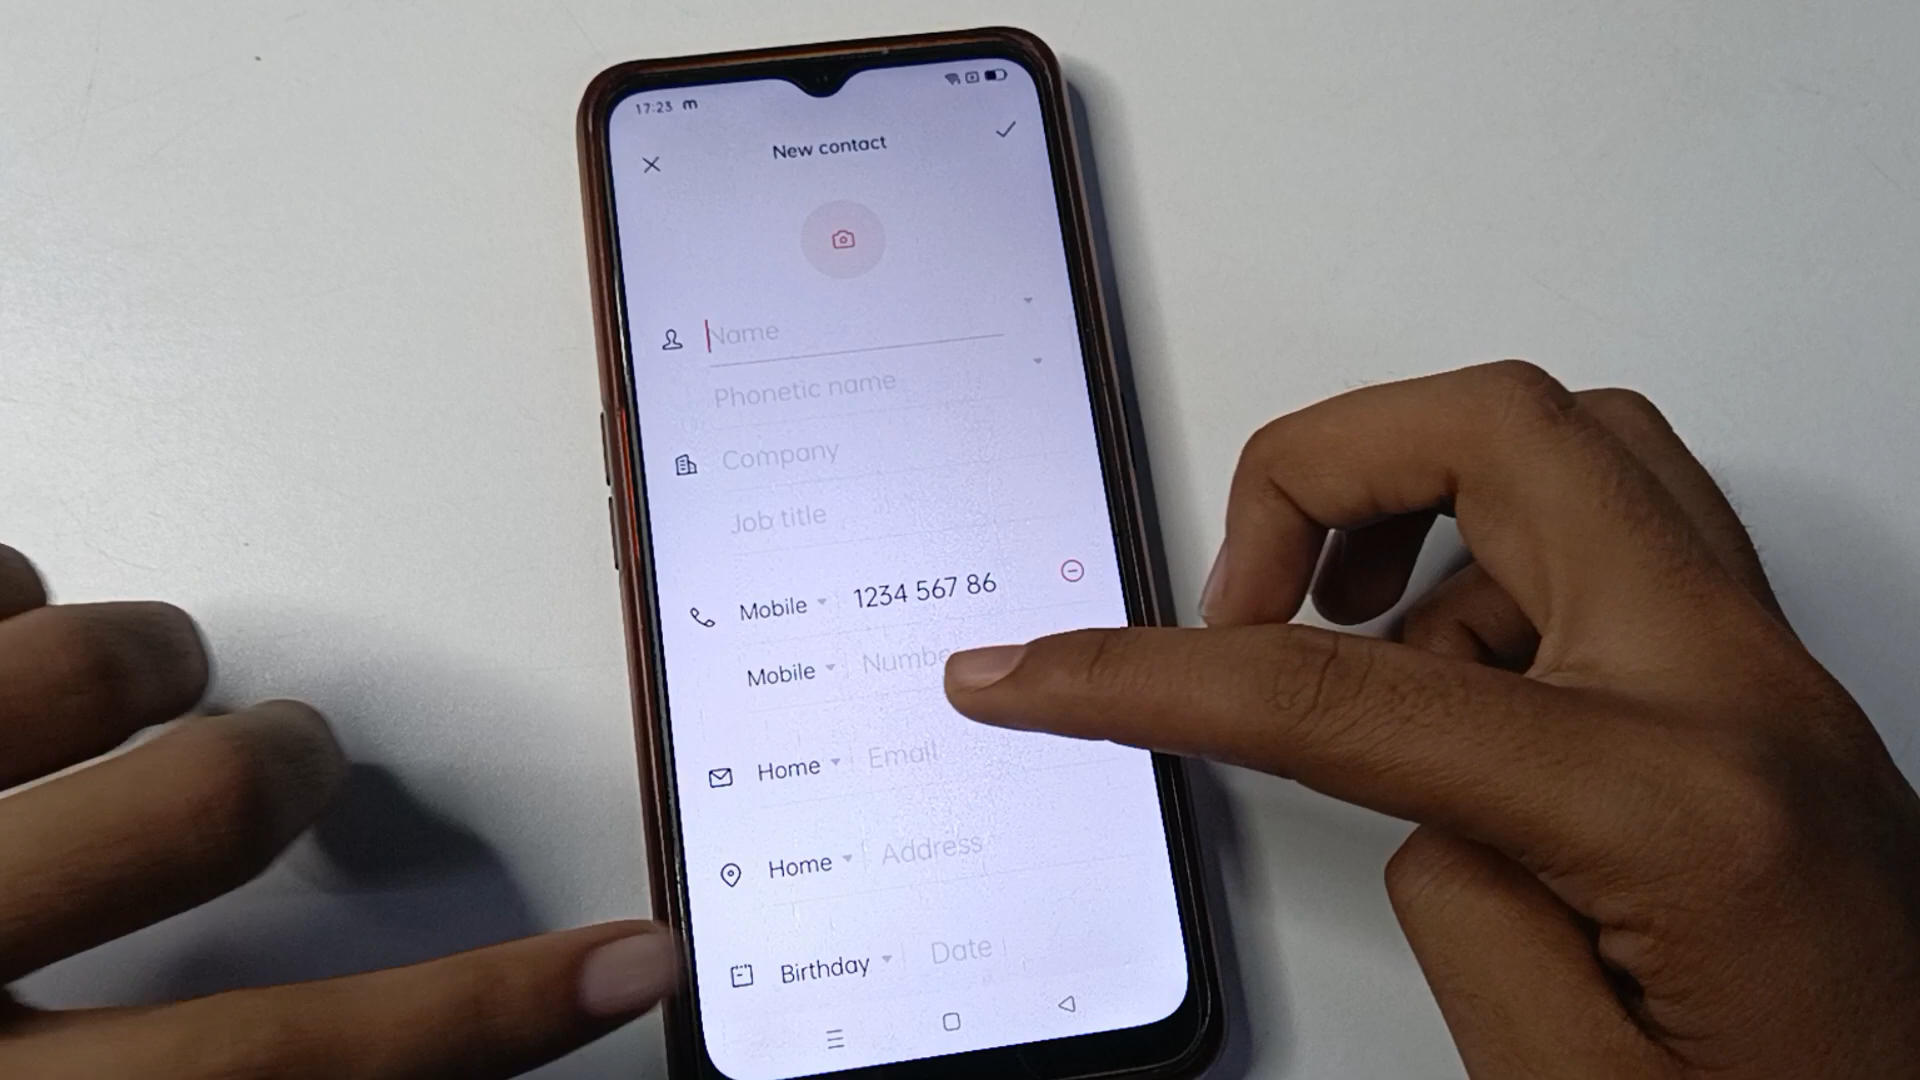 17:23 m
New contact
Name
Phonetic name
Company
Job title
Mobile 1234 567 86
Mobile Numbe
Home Email
Home Address
Birthday Date